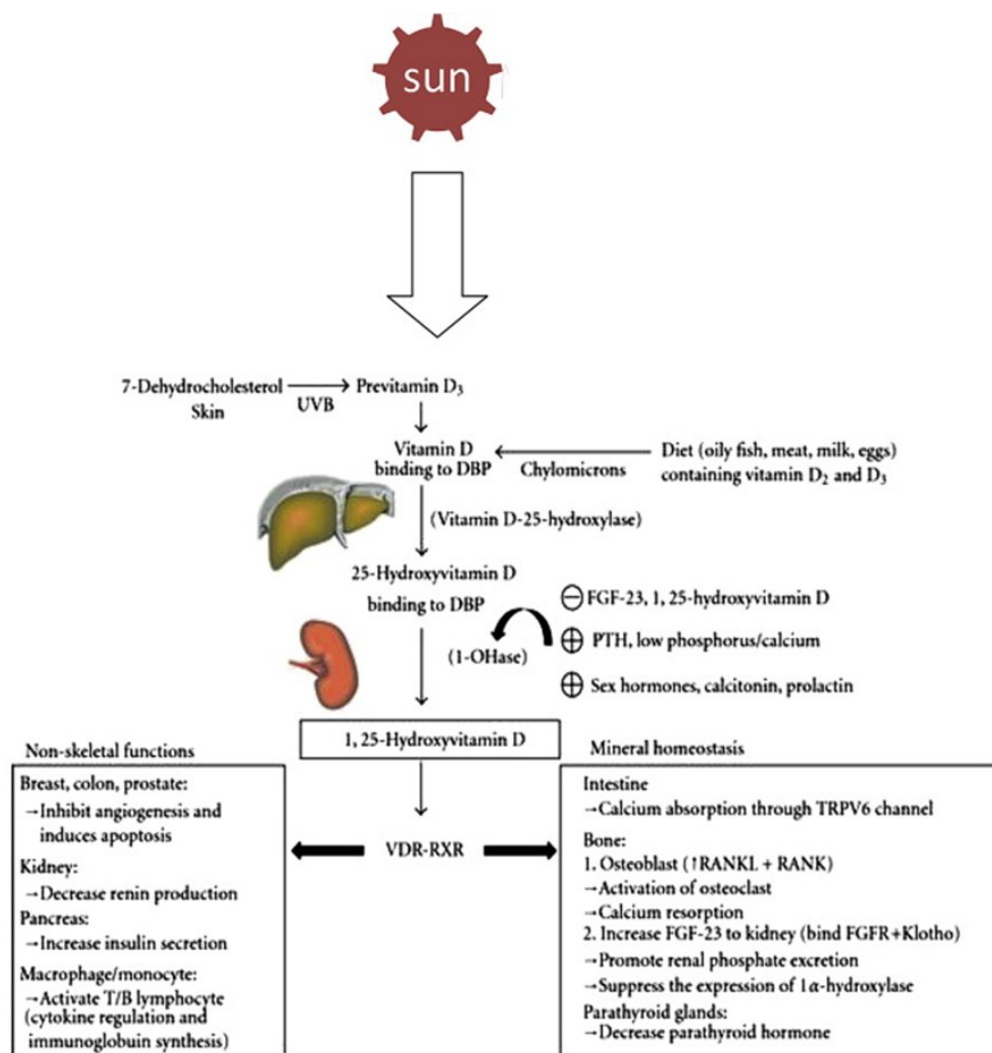 sun
7-Dehydrocholesterol
Skin
UVB
Previtamin D₃
Vitamin D
binding to DBP
Chylomicrons
Diet (oily fish, meat, milk, eggs)
containing vitamin D₂ and D₃
(Vitamin D-25-hydroxylase)
25-Hydroxyvitamin D
binding to DBP
(1-OHase)
⊖ FGF-23, 1, 25-hydroxyvitamin D
⊕ PTH, low phosphorus/calcium
⊕ Sex hormones, calcitonin, prolactin
1, 25-Hydroxyvitamin D
VDR-RXR
Non-skeletal functions
Breast, colon, prostate:
→Inhibit angiogenesis and
induces apoptosis
Kidney:
→Decrease renin production
Pancreas:
→Increase insulin secretion
Macrophage/monocyte:
→Activate T/B lymphocyte
(cytokine regulation and
immunoglobuin synthesis)
Mineral homeostasis
Intestine
→Calcium absorption through TRPV6 channel
Bone:
1. Osteoblast (↑RANKL + RANK)
→Activation of osteoclast
→Calcium resorption
2. Increase FGF-23 to kidney (bind FGFR+Klotho)
→Promote renal phosphate excretion
→Suppress the expression of 1α-hydroxylase
Parathyroid glands:
→Decrease parathyroid hormone